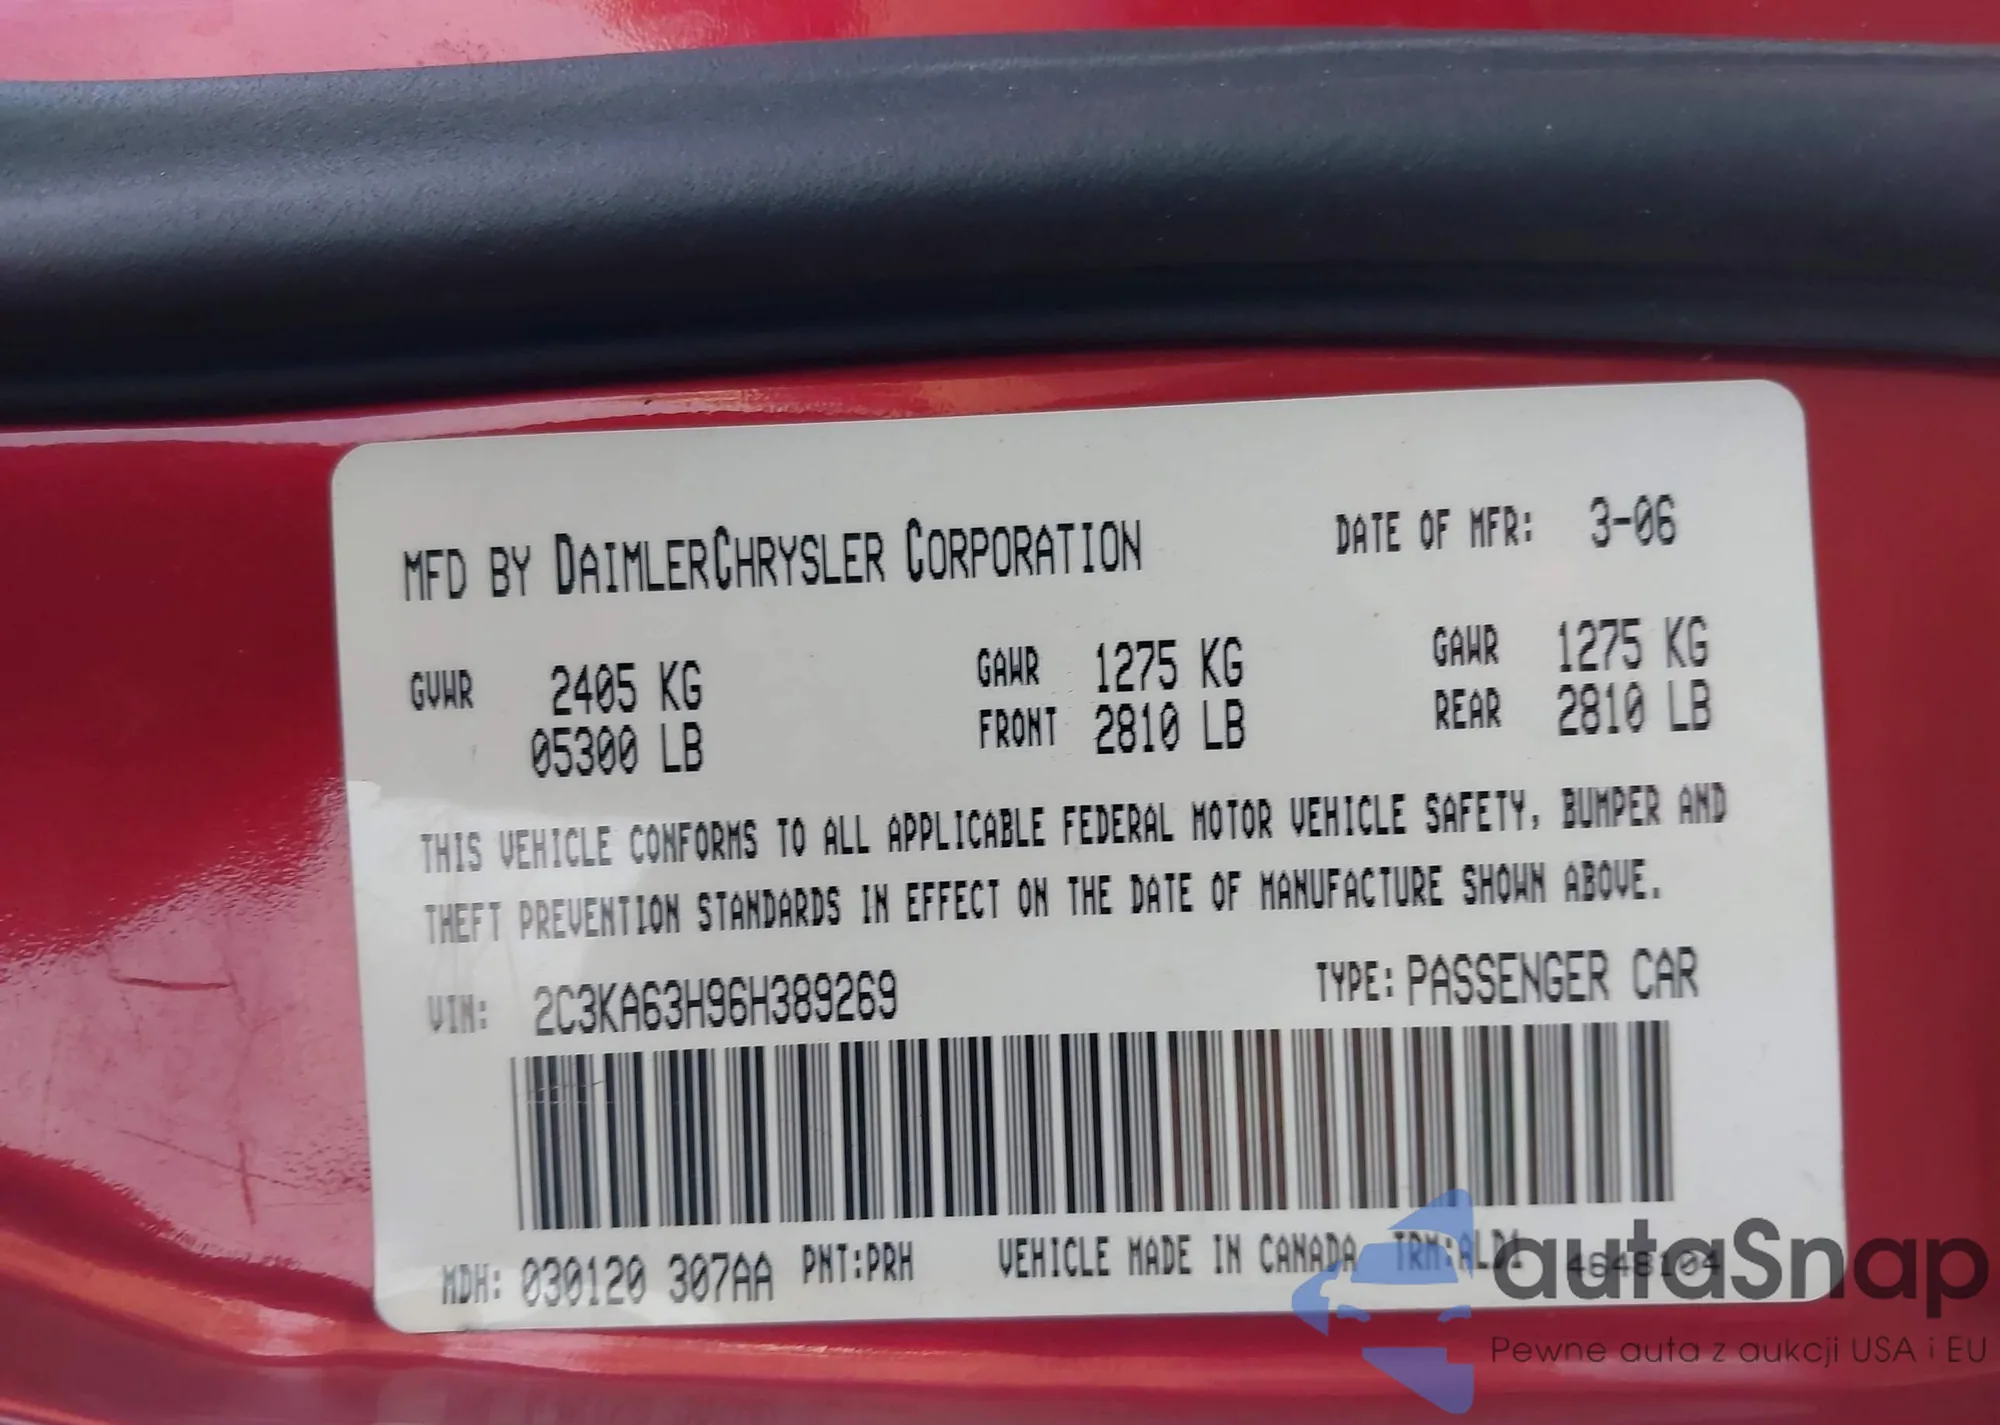 MFD BY DAIMLERCHRYSLER CORPORATION DATE OF MFR: 3-06
GVWR 2405 KG GAWR 1275 KG GAWR 1275 KG
05300 LB FRONT 2810 LB REAR 2810 LB
THIS VEHICLE CONFORMS TO ALL APPLICABLE FEDERAL MOTOR VEHICLE SAFETY, BUMPER AND
THEFT PREVENTION STANDARDS IN EFFECT ON THE DATE OF MANUFACTURE SHOWN ABOVE.
VIN: 2C3KA63H96H389269 TYPE: PASSENGER CAR
MDH: 030120 307AA PNT:PRH VEHICLE MADE IN CANADA TRM:ALD1 4648104
autaSnap
Pewne auta z aukcji USA i EU